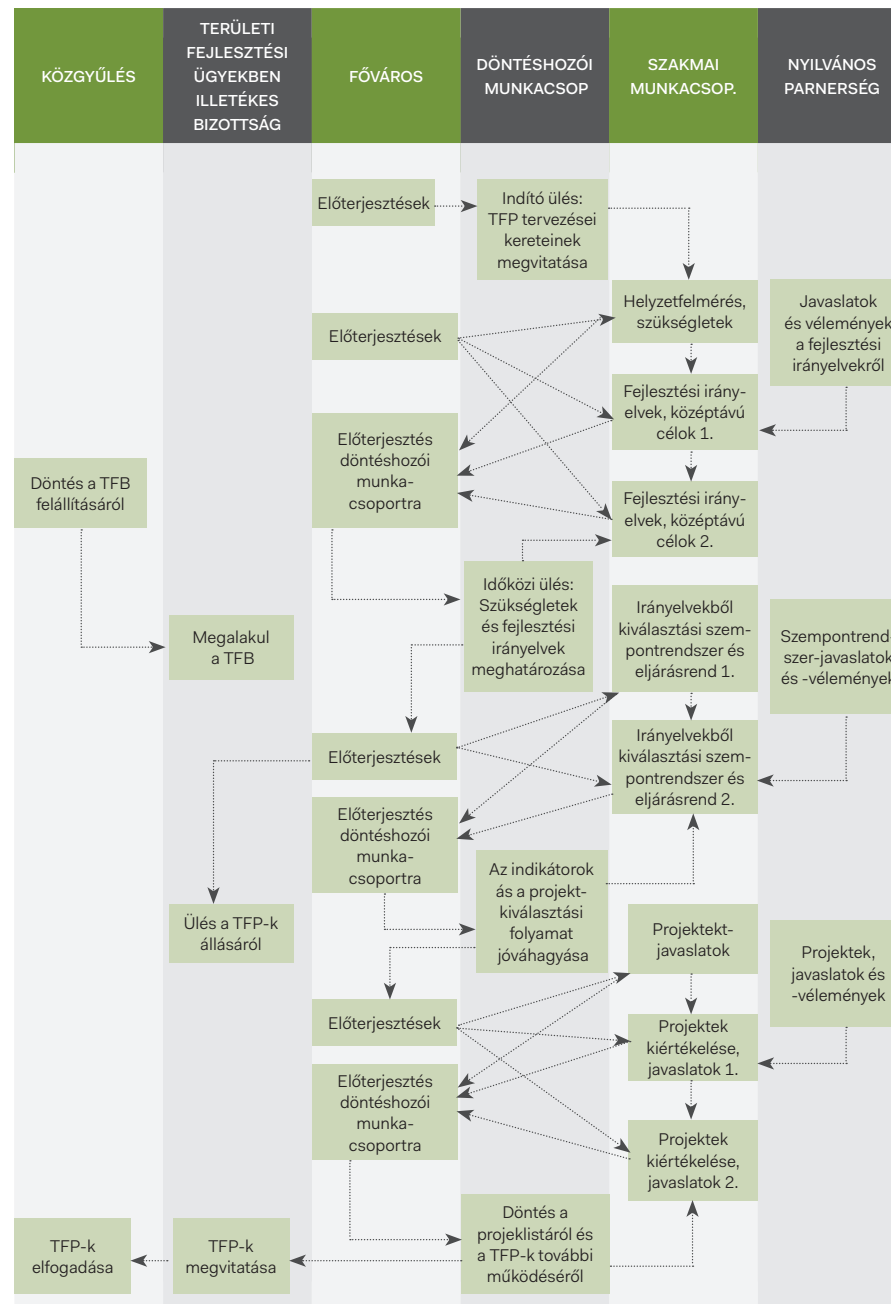 KÖZGYŰLÉS
TERÜLETI
FEJLESZTÉSI
ÜGYEKBEN
ILLETÉKES
BIZOTTSÁG
FŐVÁROS
DÖNTÉSHOZÓI
MUNKACSOP
SZAKMAI
MUNKACSOP.
NYILVÁNOS
PARNERSÉG
Előterjesztések
Indító ülés:
TFP tervezései
kereteinek
megvitatása
Helyzetfelmérés,
szükségletek
Javaslatok
és vélemények
a fejlesztési
irányelvekről
Előterjesztések
Fejlesztési irány-
elvek, középtávú
célok 1.
Előterjesztés
döntéshozói
munka-
csoportra
Döntés a TFB
felállításáról
Fejlesztési irány-
elvek, középtávú
célok 2.
Időközi ülés:
Szükségletek
és fejlesztési
irányelvek
meghatározása
Irányelvekből
kiválasztási szem-
pontrendszer és
eljárásrend 1.
Megalakul
a TFB
Szempontrend-
szer-javaslatok
és -vélemények
Előterjesztések
Irányelvekből
kiválasztási szem-
pontrendszer és
eljárásrend 2.
Előterjesztés
döntéshozói
munka-
csoportra
Az indikátorok
ás a projekt-
kiválasztási
folyamat
jóváhagyása
Ülés a TFP-k
állásáról
Projektekt-
javaslatok
Projektek,
javaslatok és
-vélemények
Előterjesztések
Projektek
kiértékelése,
javaslatok 1.
Előterjesztés
döntéshozói
munka-
csoportra
Projektek
kiértékelése,
javaslatok 2.
Döntés a
projeklistáról és
a TFP-k további
működéséről
TFP-k
megvitatása
TFP-k
elfogadása